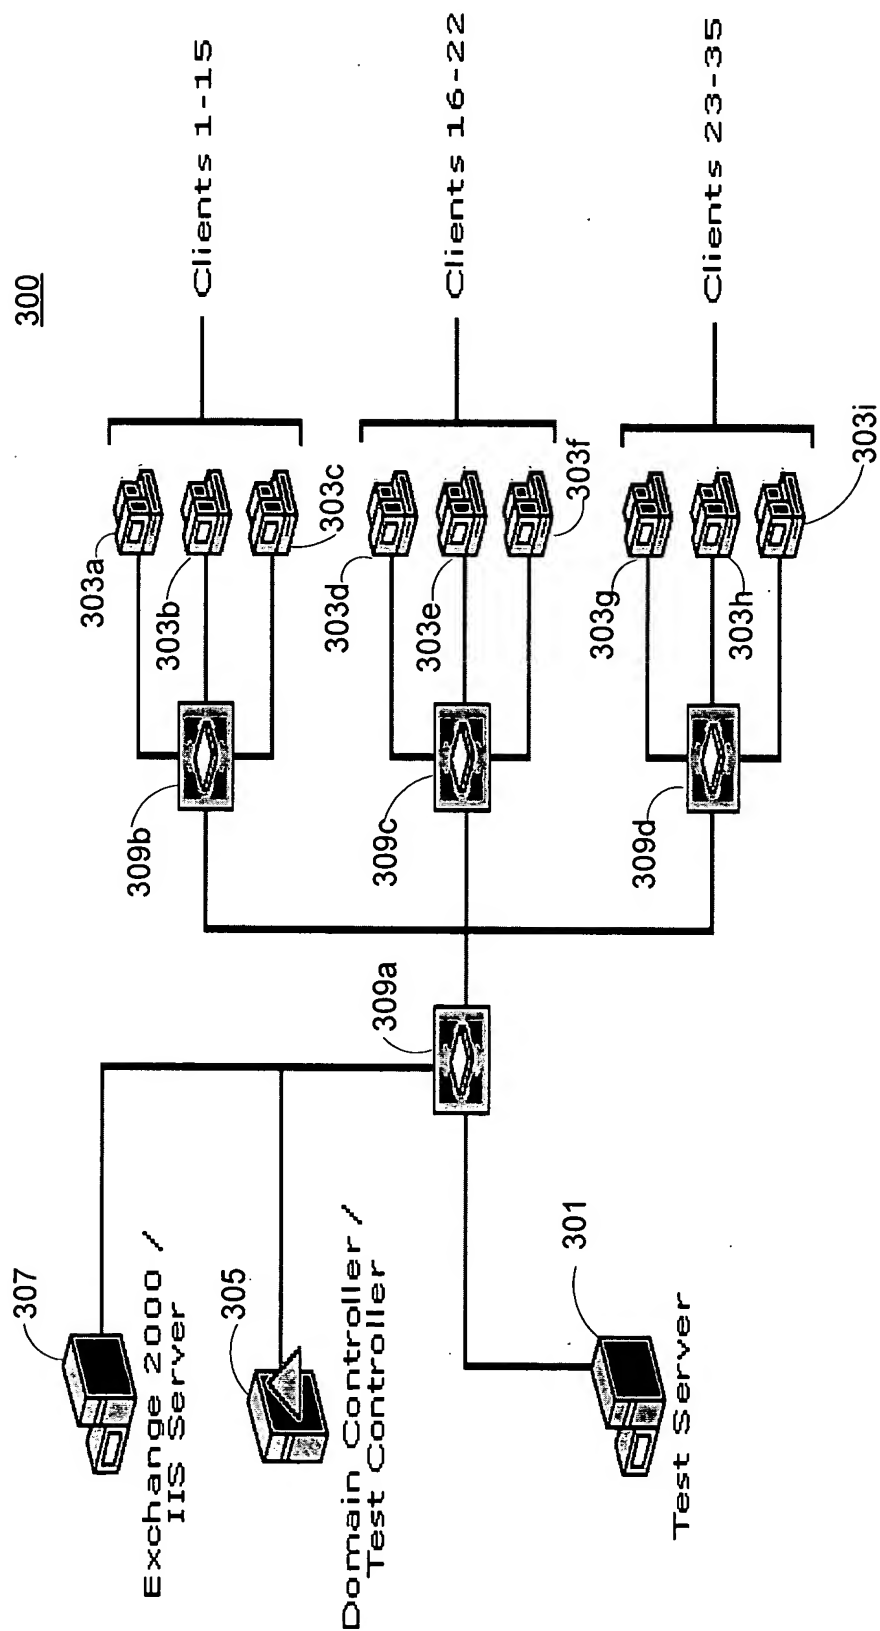 300
Exchange 2000 /
IIS Server
307
Domain Controller /
Test Controller
305
Test Server
301
309a
309b
309c
309d
303a
303b
303c
303d
303e
303f
303g
303h
303i
Clients 1-15
Clients 16-22
Clients 23-35